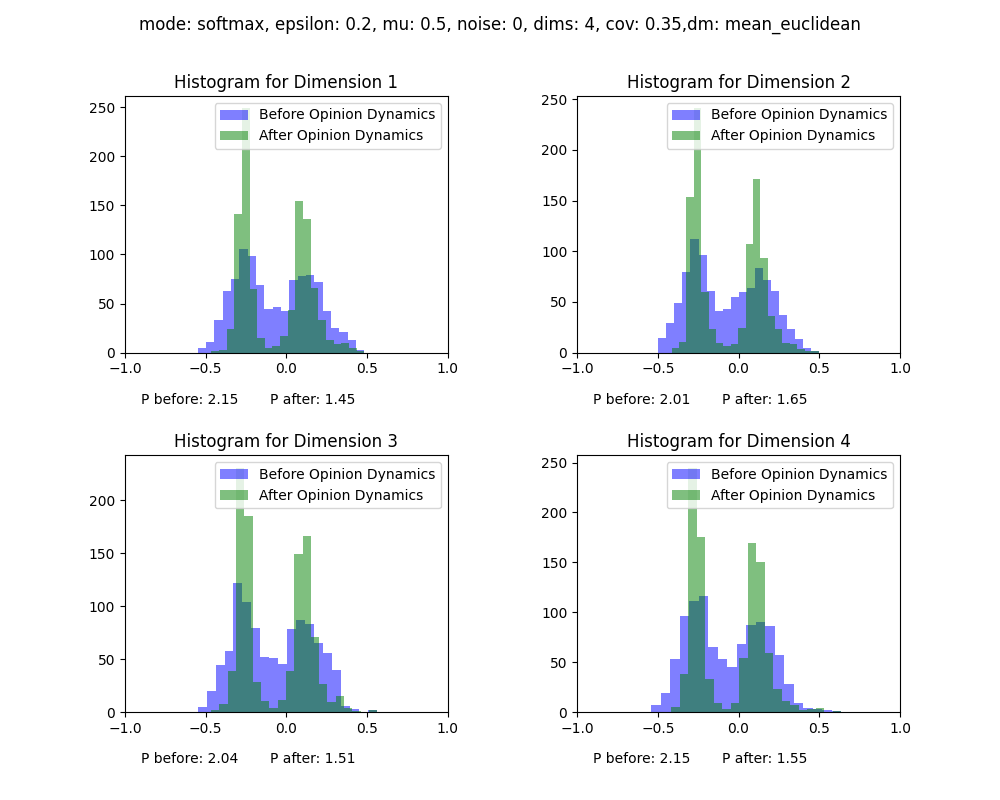 mode: softmax, epsilon: 0.2, mu: 0.5, noise: 0, dims: 4, cov: 0.35,dm: mean_euclidean
Histogram for Dimension 1
Before Opinion Dynamics
After Opinion Dynamics
250
200
150
100
50
0
−1.0 −0.5 0.0 0.5 1.0
P before: 2.15 P after: 1.45
Histogram for Dimension 2
Before Opinion Dynamics
After Opinion Dynamics
250
200
150
100
50
0
−1.0 −0.5 0.0 0.5 1.0
P before: 2.01 P after: 1.65
Histogram for Dimension 3
Before Opinion Dynamics
After Opinion Dynamics
200
150
100
50
0
−1.0 −0.5 0.0 0.5 1.0
P before: 2.04 P after: 1.51
Histogram for Dimension 4
Before Opinion Dynamics
After Opinion Dynamics
250
200
150
100
50
0
−1.0 −0.5 0.0 0.5 1.0
P before: 2.15 P after: 1.55